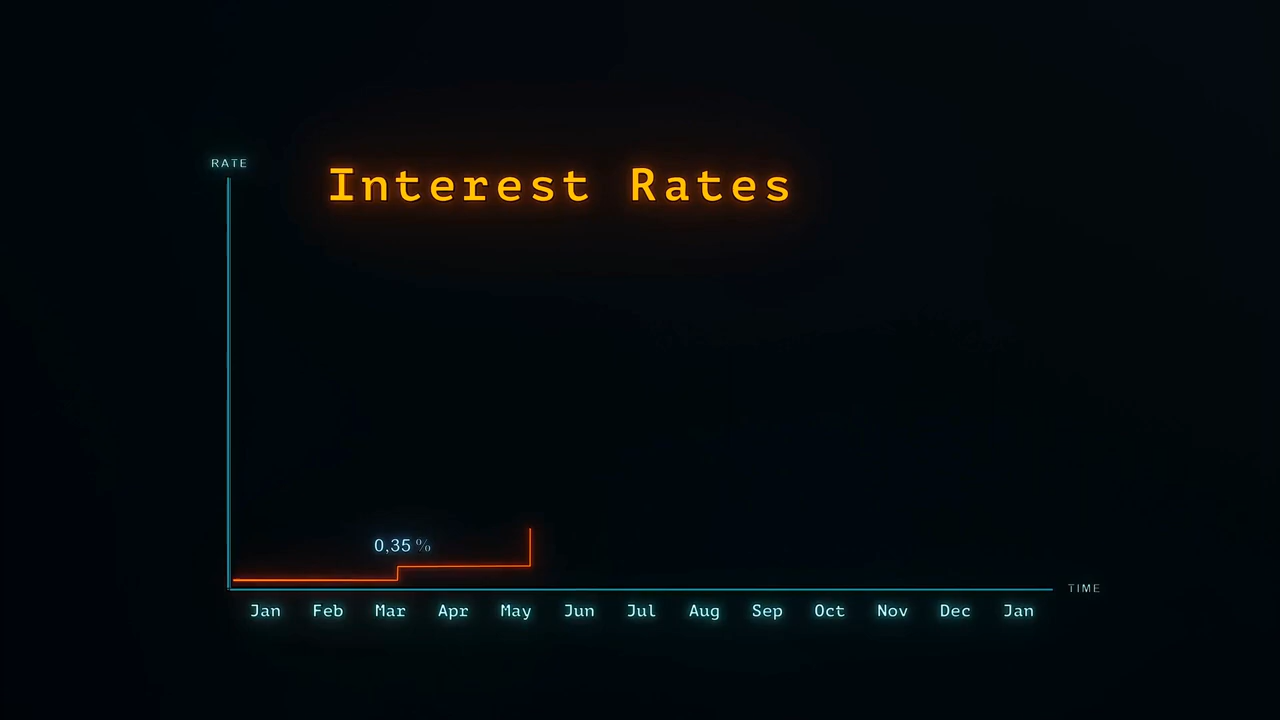 RATE
Interest Rates
0,35 %
TIME
Jan Feb Mar Apr May Jun Jul Aug Sep Oct Nov Dec Jan